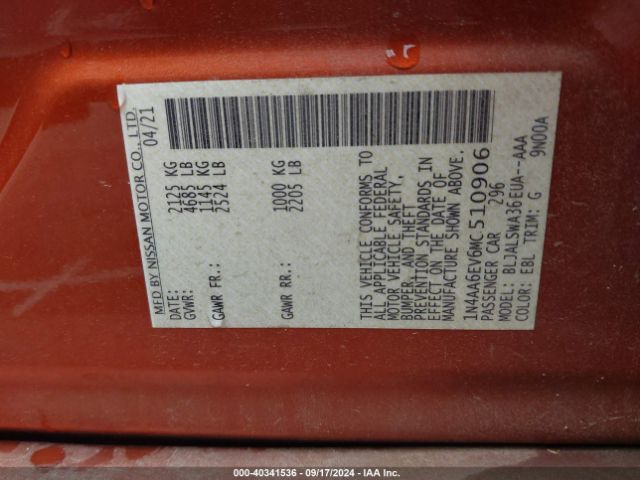 MFD BY NISSAN MOTOR CO., LTD
DATE: 04/21
GVWR: 2125 KG
4685 LB
GAWR FR: 1145 KG
2524 LB
GAWR RR: 1000 KG
2205 LB
THIS VEHICLE CONFORMS TO
ALL APPLICABLE FEDERAL
MOTOR VEHICLE SAFETY,
BUMPER, AND THEFT
PREVENTION STANDARDS IN
EFFECT ON THE DATE OF
MANUFACTURE SHOWN ABOVE.
1N4AA6EV6MC510906
PASSENGER CAR 296
MODEL: BLJALSWA36EUA--AAA
COLOR: EBL TRIM: G 9N00A
000-40341536 - 09/17/2024 - IAA Inc.